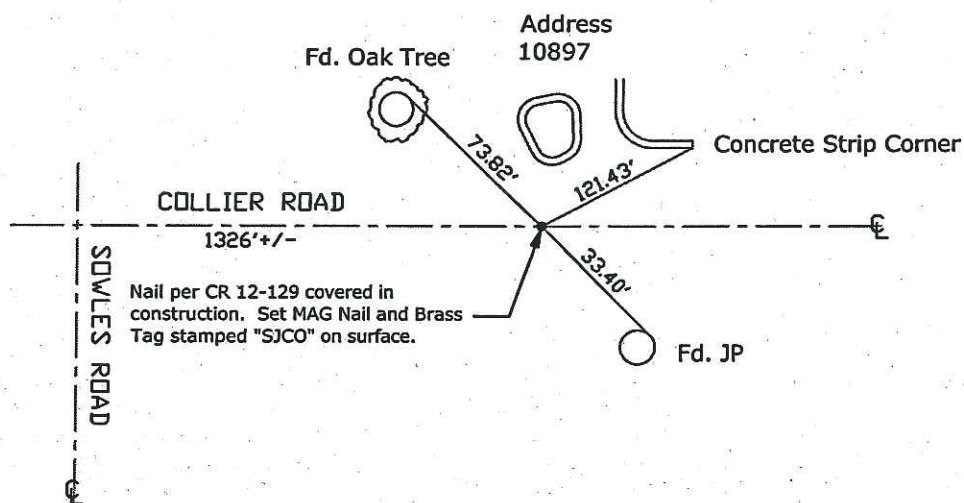 Address
10897
Fd. Oak Tree
Concrete Strip Corner
73.82'
121.43'
COLLIER ROAD
1326'+/-
℄
33.40'
SOWLES ROAD
Nail per CR 12-129 covered in
construction. Set MAG Nail and Brass
Tag stamped "SJCO" on surface.
Fd. JP
℄